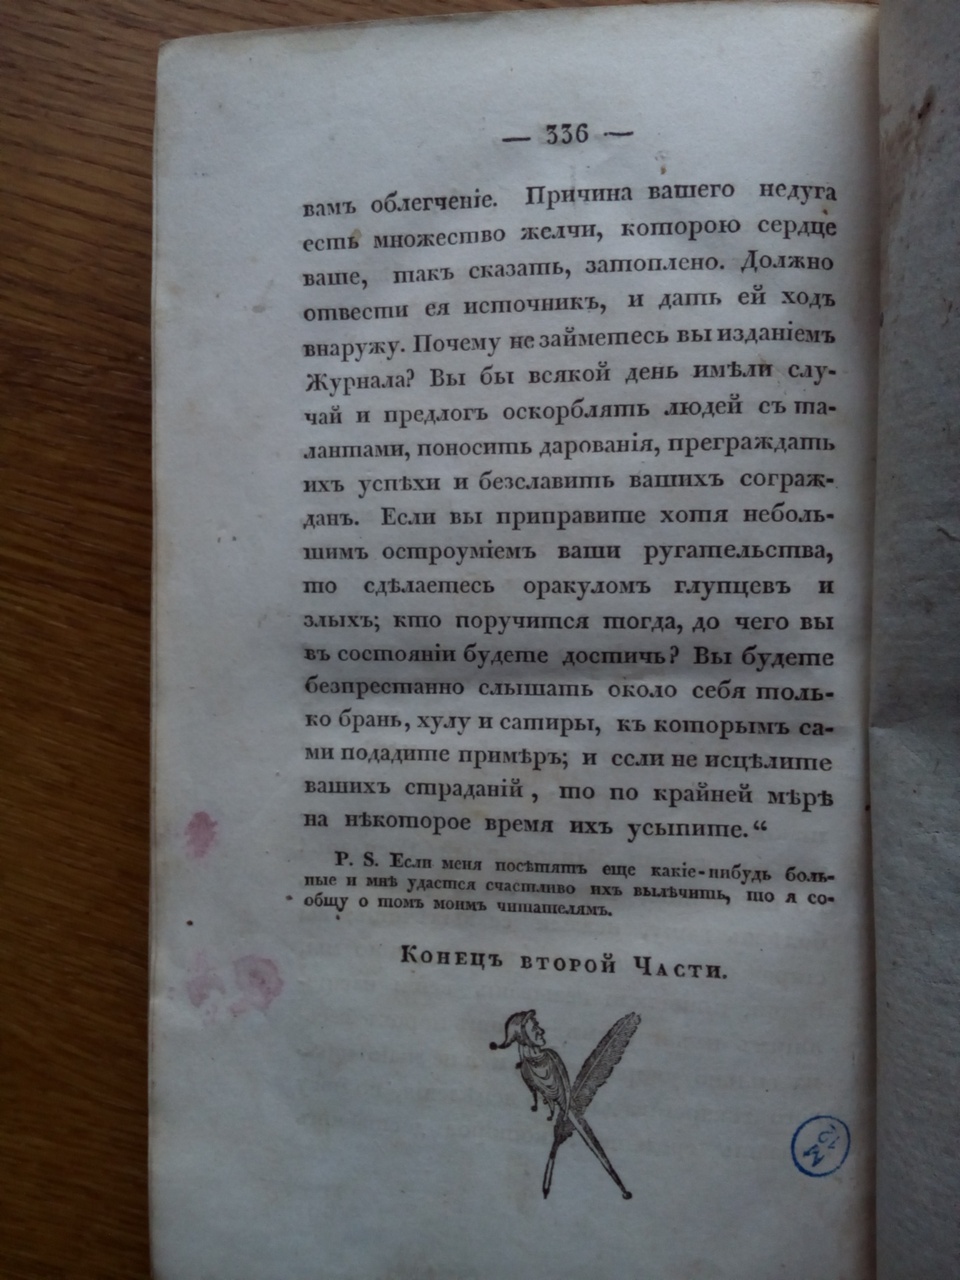 — 336 —
вамъ облегченіе. Причина вашего недуга
есть множество желчи, которою сердце
ваше, такъ сказать, затоплено. Должно
отвести ея источникъ, и дать ей ходъ
внаружу. Почему не займетесь вы изданіемъ
Журнала? Вы бы всякой день имѣли слу-
чай и предлогъ оскорблять людей съ та-
лантами, поносить дарованія, преграждать
ихъ успѣхи и безславить вашихъ сограж-
данъ. Если вы приправите хотя неболь-
шимъ остроуміемъ ваши ругательства,
то сдѣлаетесь оракуломъ глупцевъ и
злыхъ; кто поручится тогда, до чего вы
въ состояніи будете достичь? Вы будете
безпрестанно слышать около себя толь-
ко брань, хулу и сатиры, къ которымъ са-
ми подадите примѣръ; и если не исцѣлите
вашихъ страданій, то по крайней мѣрѣ
на нѣкоторое время ихъ усыпите.“
P. S. Если меня посѣтятъ еще какіе-нибудь боль-
ные и мнѣ удастся счастливо ихъ вылѣчить, то я со-
общу о томъ моимъ читателямъ.
Конецъ второй Части.